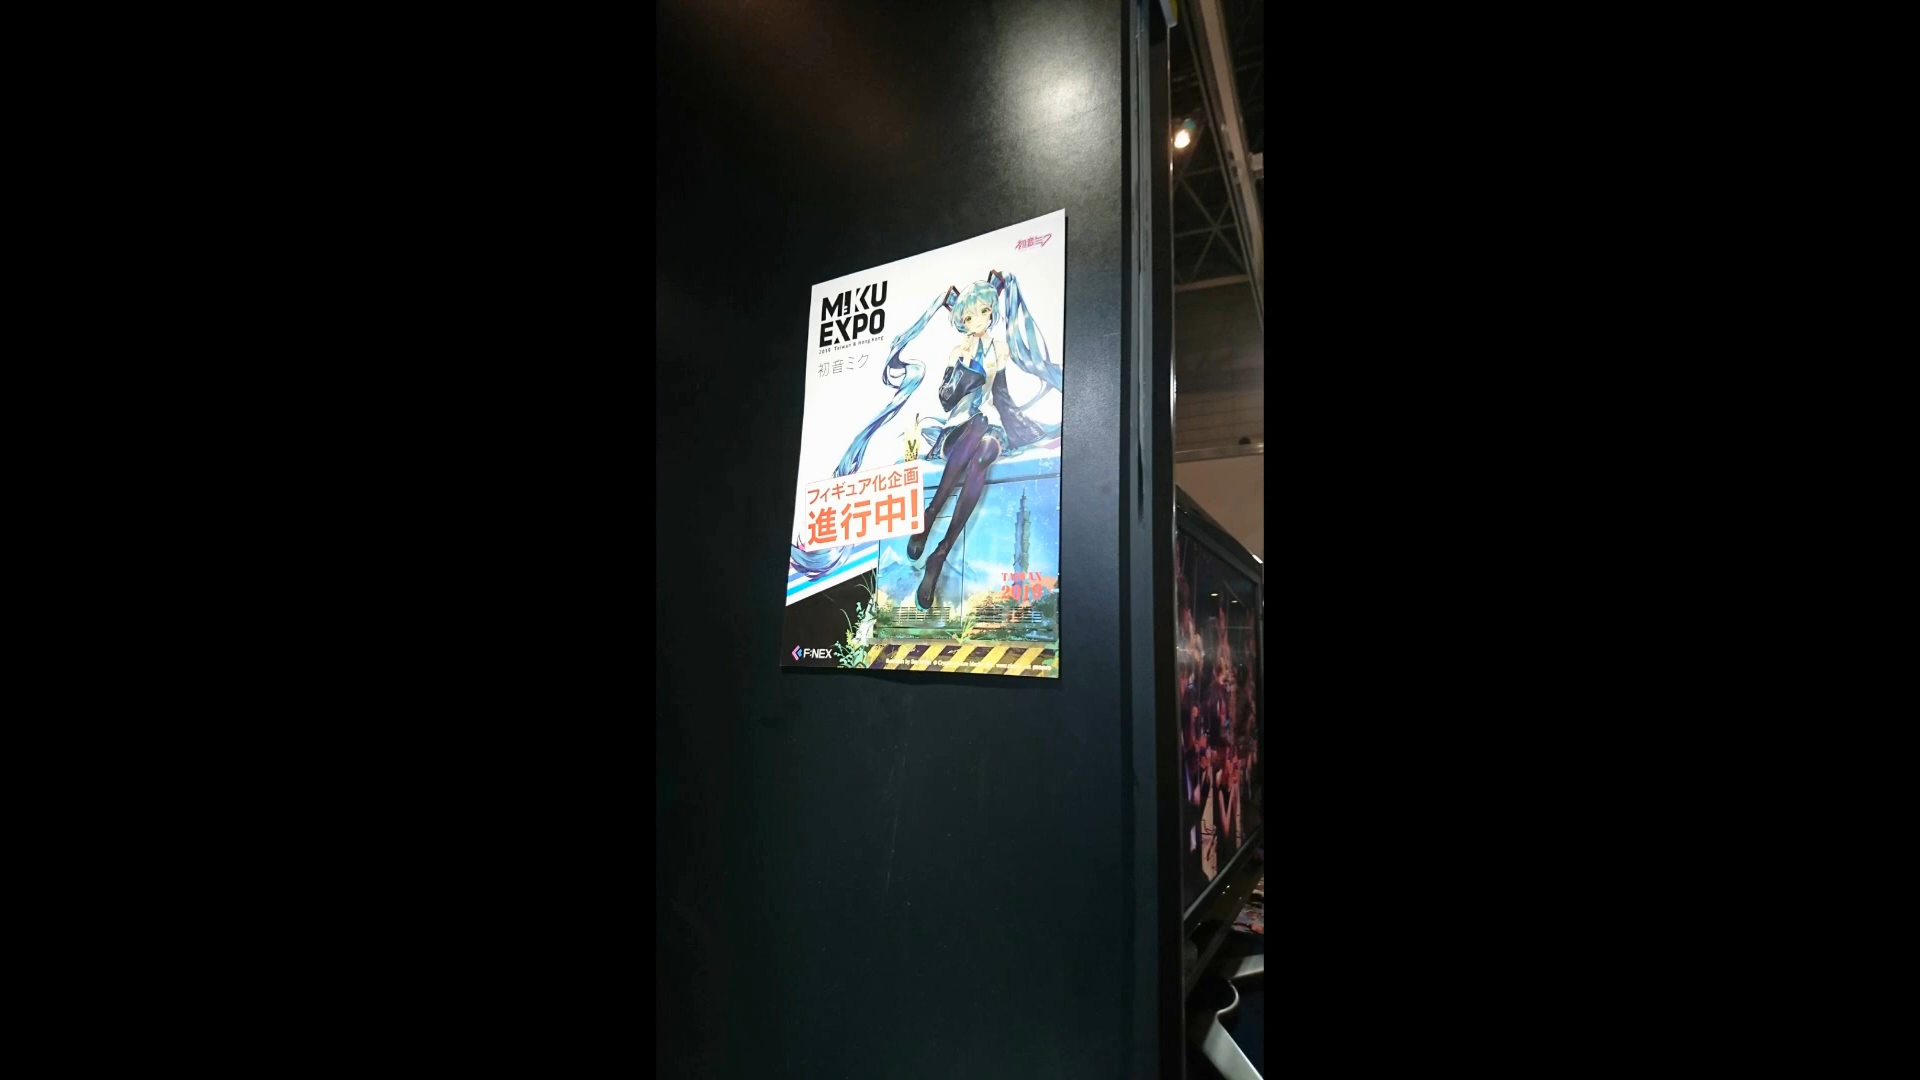 初音ミク
MIKU
EXPO
2019 Taiwan & Hong Kong
初音ミク
フィギュア化企画
進行中!
TAIWAN
2019
F:NEX